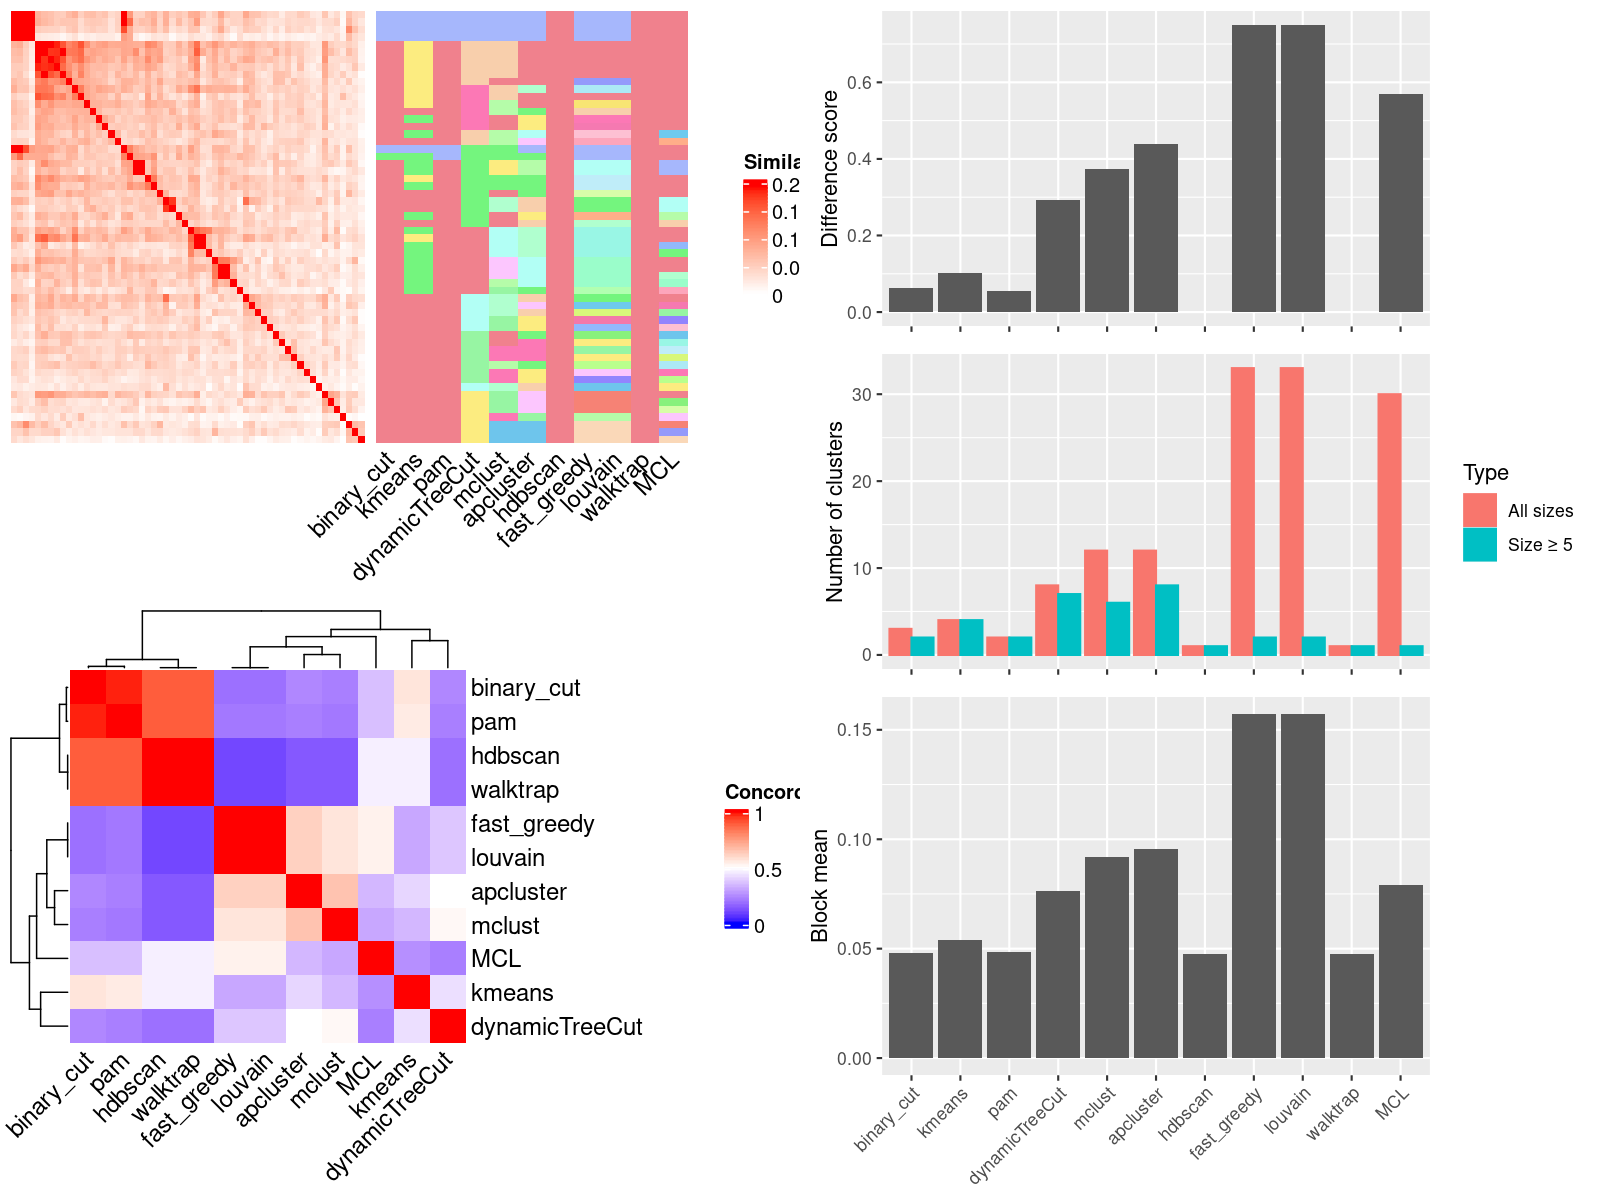 Simila
0.2
0.1
0.1
0.0
0
binary_cut
kmeans
pam
dynamicTreeCut
mclust
apcluster
hdbscan
fast_greedy
louvain
walktrap
MCL
binary_cut
pam
hdbscan
walktrap
fast_greedy
louvain
apcluster
mclust
MCL
kmeans
dynamicTreeCut
binary_cut
pam
hdbscan
walktrap
fast_greedy
louvain
apcluster
mclust
MCL
kmeans
dynamicTreeCut
Concord
1
0.5
0
Difference score
0.6
0.4
0.2
0.0
Number of clusters
30
20
10
0
Type
All sizes
Size ≥ 5
Block mean
0.15
0.10
0.05
0.00
binary_cut
kmeans
pam
dynamicTreeCut
mclust
apcluster
hdbscan
fast_greedy
louvain
walktrap
MCL